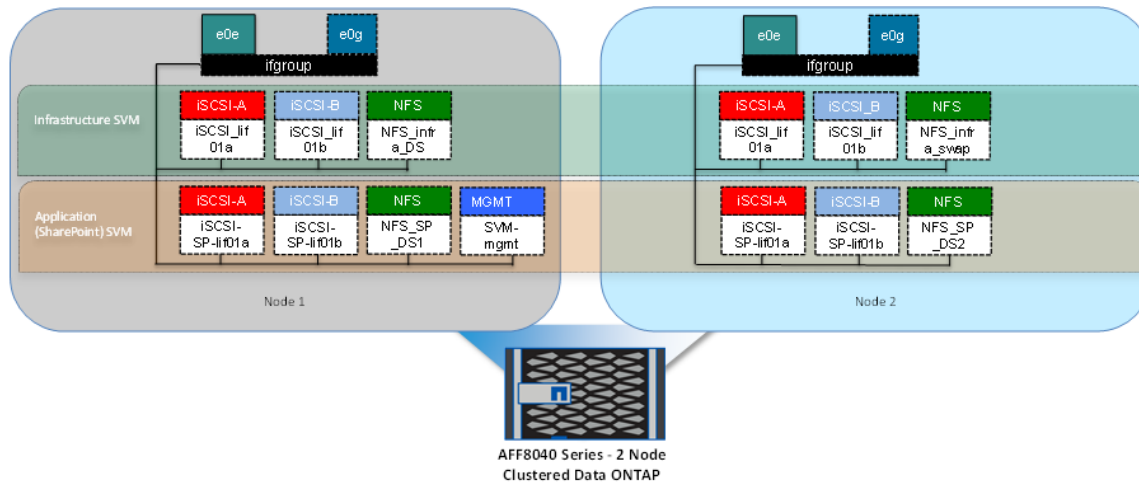 e0e
e0g
ifgroup
e0e
e0g
ifgroup
Infrastructure SVM
iSCSI-A
iSCSI_lif
01a
iSCSI-B
iSCSI_lif
01b
NFS
NFS_infr
a_DS
iSCSI-A
iSCSI_lif
01a
iSCSI_B
iSCSI_lif
01b
NFS
NFS_infr
a_swap
Application
(SharePoint) SVM
iSCSI-A
iSCSI-
SP-lif01a
iSCSI-B
iSCSI-
SP-lif01b
NFS
NFS_SP
_DS1
MGMT
SVM-
mgmt
iSCSI-A
iSCSI-
SP-lif01a
iSCSI-B
iSCSI-
SP-lif01b
NFS
NFS_SP
_DS2
Node 1
Node 2
AFF8040 Series - 2 Node
Clustered Data ONTAP